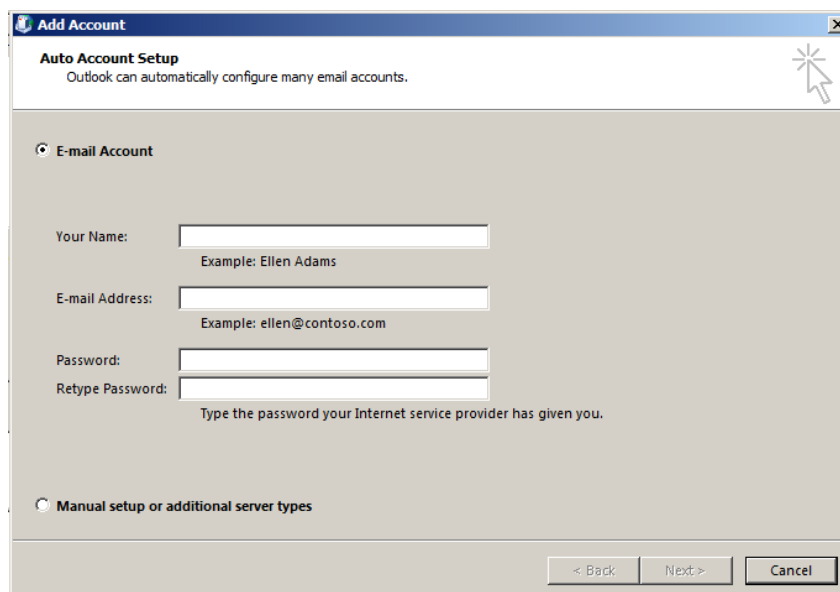 Add Account
Auto Account Setup
Outlook can automatically configure many email accounts.
E-mail Account
Your Name:
Example: Ellen Adams
E-mail Address:
Example: ellen@contoso.com
Password:
Retype Password:
Type the password your Internet service provider has given you.
Manual setup or additional server types
< Back Next > Cancel